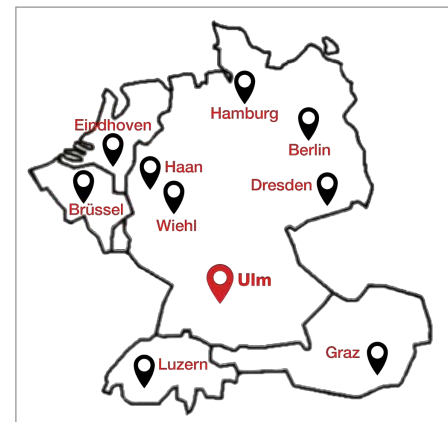 Hamburg
Eindhoven
Berlin
Haan
Dresden
Brüssel
Wiehl
Ulm
Graz
Luzern